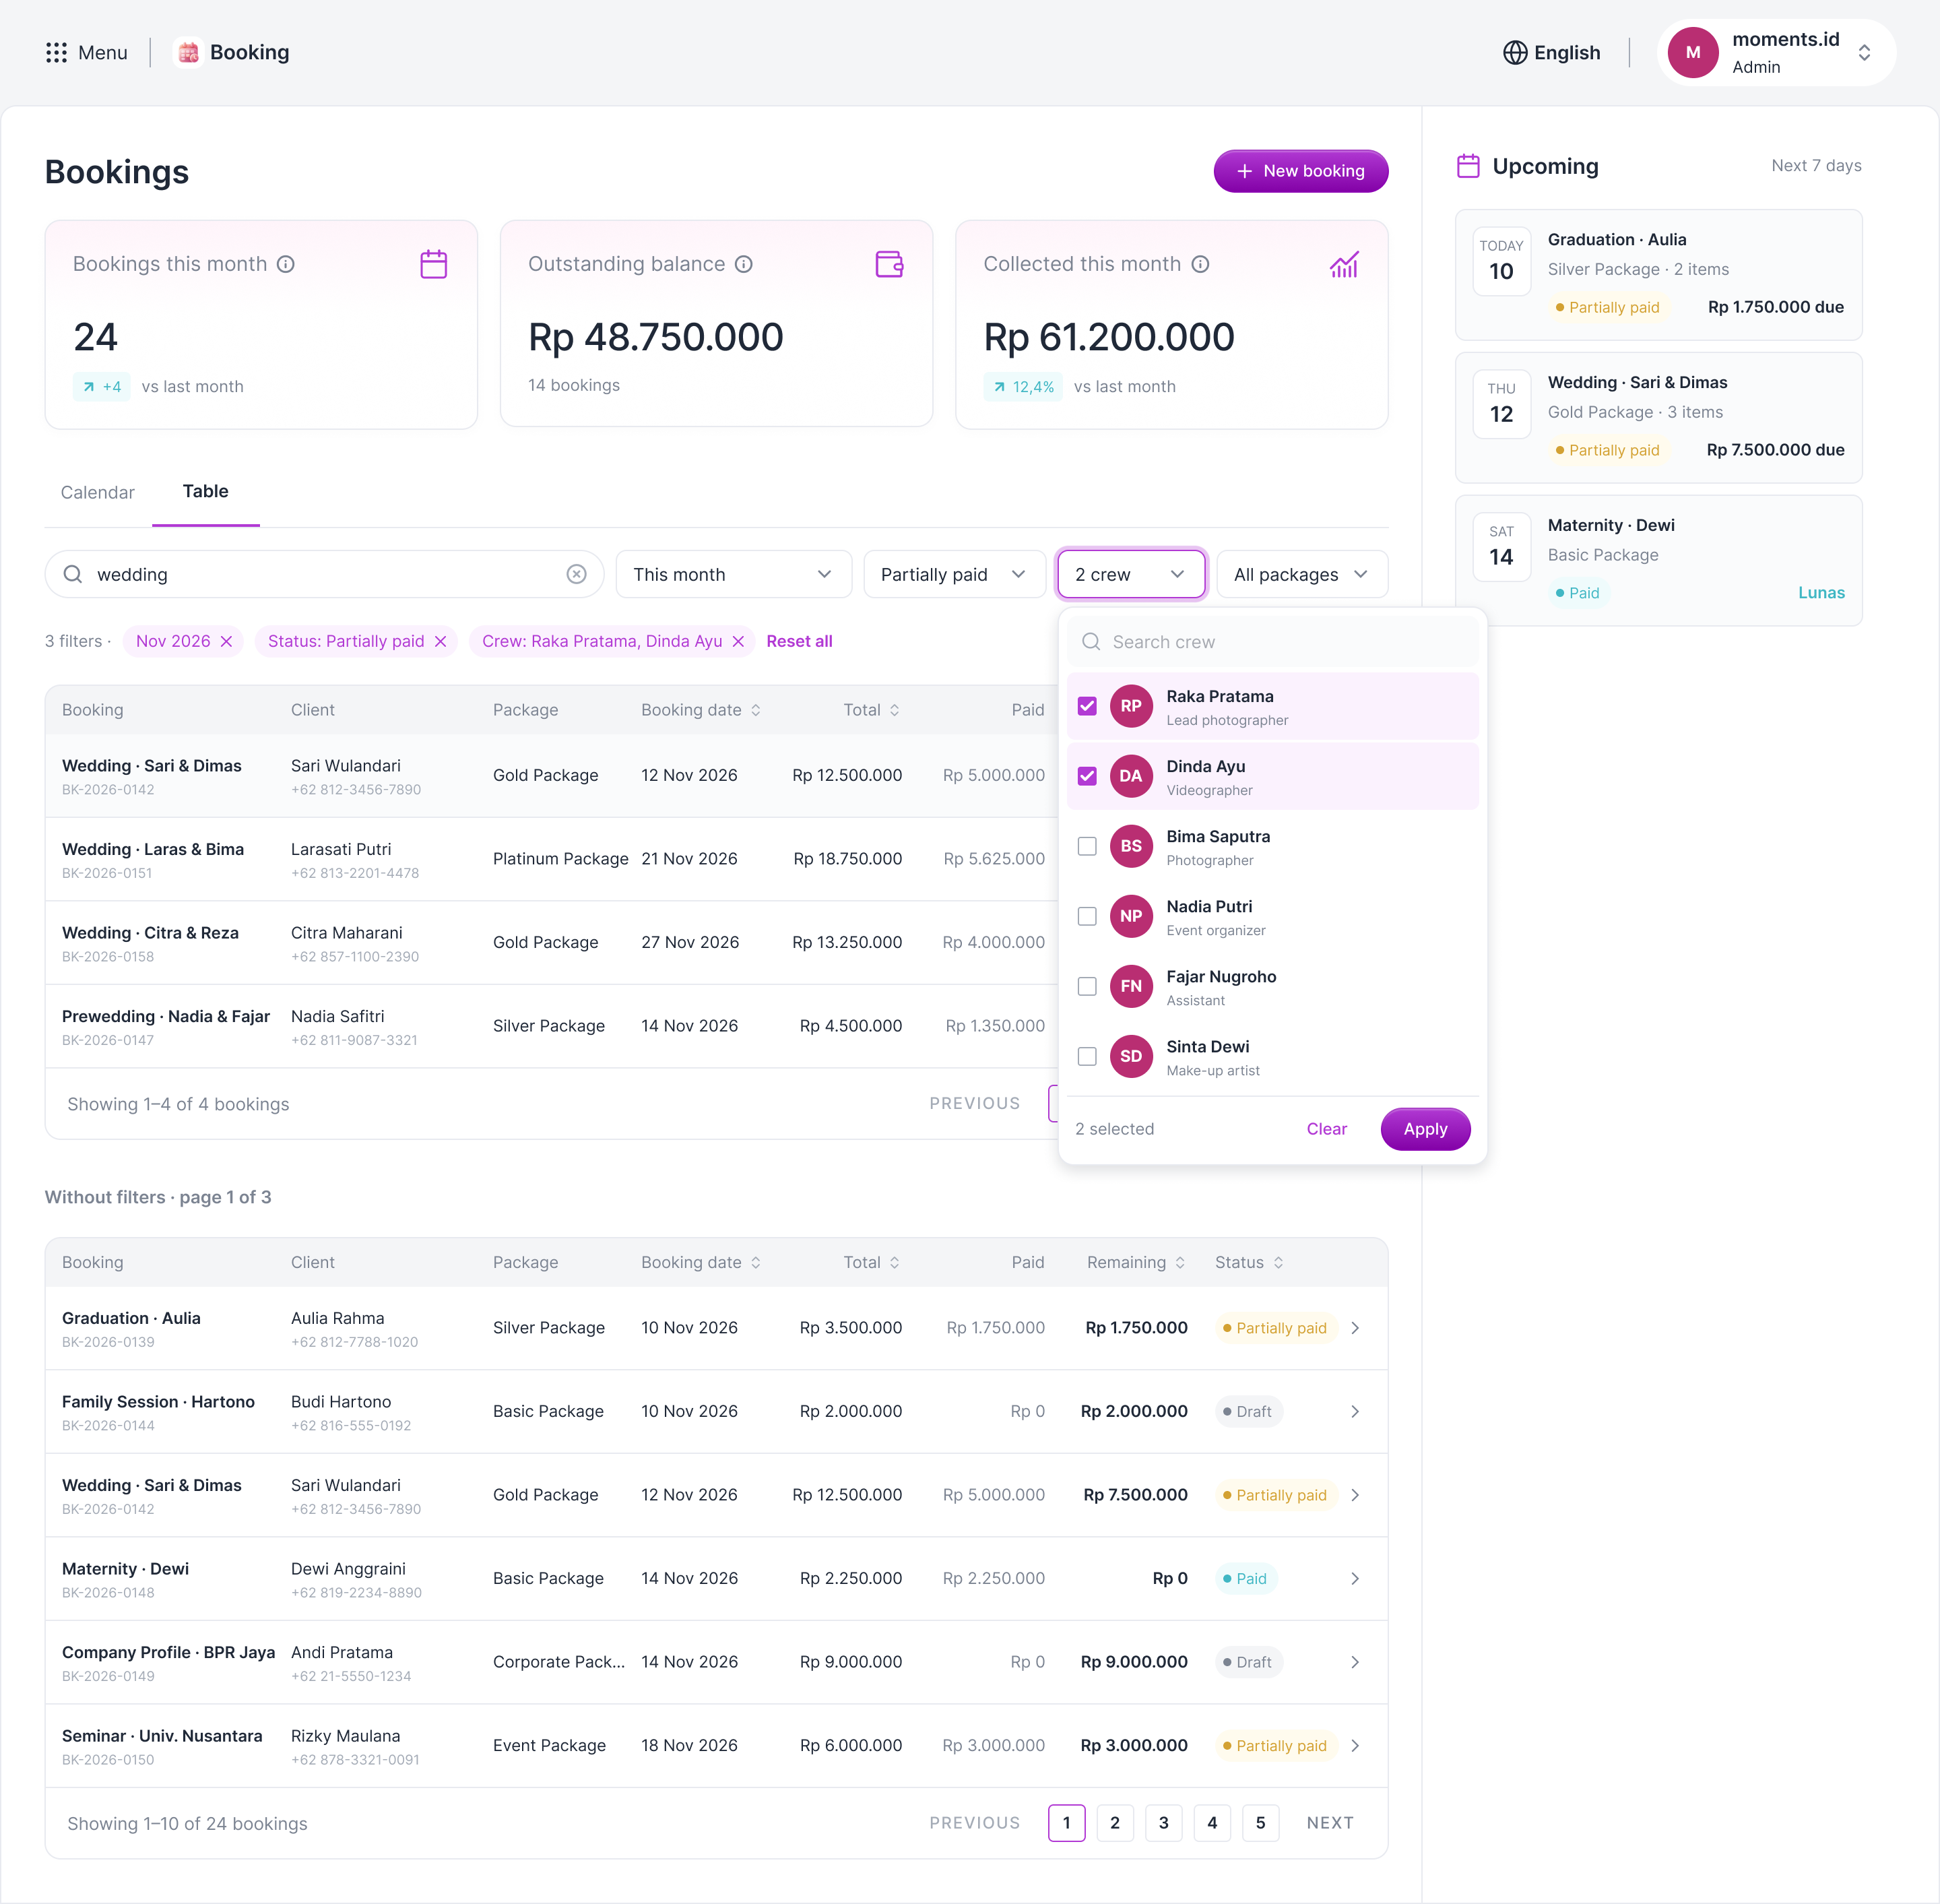 Menu
Booking
English
M
moments.id
Admin
Bookings
New booking
Bookings this month
24
+4 vs last month
Outstanding balance
Rp 48.750.000
14 bookings
Collected this month
Rp 61.200.000
12,4% vs last month
Calendar
Table
wedding
This month
Partially paid
2 crew
All packages
3 filters ·
Nov 2026
Status: Partially paid
Crew: Raka Pratama, Dinda Ayu
Reset all
Booking Client Package Booking date Total Paid
Wedding · Sari & Dimas
BK-2026-0142
Sari Wulandari
+62 812-3456-7890
Gold Package
12 Nov 2026
Rp 12.500.000
Rp 5.000.000
Wedding · Laras & Bima
BK-2026-0151
Larasati Putri
+62 813-2201-4478
Platinum Package
21 Nov 2026
Rp 18.750.000
Rp 5.625.000
Wedding · Citra & Reza
BK-2026-0158
Citra Maharani
+62 857-1100-2390
Gold Package
27 Nov 2026
Rp 13.250.000
Rp 4.000.000
Prewedding · Nadia & Fajar
BK-2026-0147
Nadia Safitri
+62 811-9087-3321
Silver Package
14 Nov 2026
Rp 4.500.000
Rp 1.350.000
Showing 1–4 of 4 bookings
PREVIOUS
Search crew
RP
Raka Pratama
Lead photographer
DA
Dinda Ayu
Videographer
BS
Bima Saputra
Photographer
NP
Nadia Putri
Event organizer
FN
Fajar Nugroho
Assistant
SD
Sinta Dewi
Make-up artist
2 selected
Clear
Apply
Without filters · page 1 of 3
Booking Client Package Booking date Total Paid Remaining Status
Graduation · Aulia
BK-2026-0139
Aulia Rahma
+62 812-7788-1020
Silver Package
10 Nov 2026
Rp 3.500.000
Rp 1.750.000
Rp 1.750.000
Partially paid
Family Session · Hartono
BK-2026-0144
Budi Hartono
+62 816-555-0192
Basic Package
10 Nov 2026
Rp 2.000.000
Rp 0
Rp 2.000.000
Draft
Wedding · Sari & Dimas
BK-2026-0142
Sari Wulandari
+62 812-3456-7890
Gold Package
12 Nov 2026
Rp 12.500.000
Rp 5.000.000
Rp 7.500.000
Partially paid
Maternity · Dewi
BK-2026-0148
Dewi Anggraini
+62 819-2234-8890
Basic Package
14 Nov 2026
Rp 2.250.000
Rp 2.250.000
Rp 0
Paid
Company Profile · BPR Jaya
BK-2026-0149
Andi Pratama
+62 21-5550-1234
Corporate Pack...
14 Nov 2026
Rp 9.000.000
Rp 0
Rp 9.000.000
Draft
Seminar · Univ. Nusantara
BK-2026-0150
Rizky Maulana
+62 878-3321-0091
Event Package
18 Nov 2026
Rp 6.000.000
Rp 3.000.000
Rp 3.000.000
Partially paid
Showing 1–10 of 24 bookings
PREVIOUS 1 2 3 4 5 NEXT
Upcoming
Next 7 days
TODAY
10
Graduation · Aulia
Silver Package · 2 items
Partially paid
Rp 1.750.000 due
THU
12
Wedding · Sari & Dimas
Gold Package · 3 items
Partially paid
Rp 7.500.000 due
SAT
14
Maternity · Dewi
Basic Package
Paid
Lunas